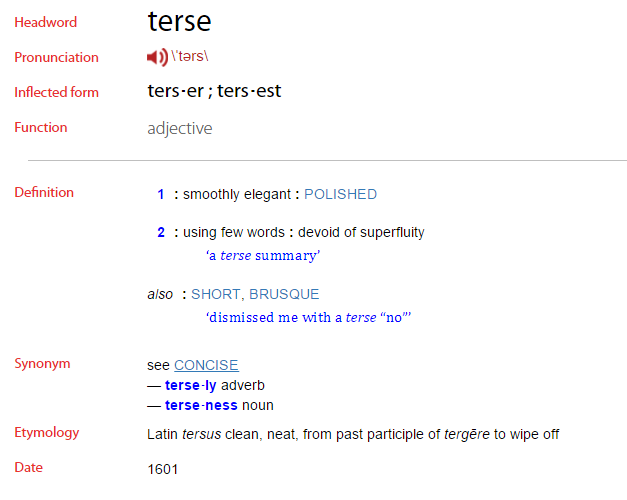 Headword terse
Pronunciation \ˈtərs\
Inflected form ters·er ; ters·est
Function adjective
Definition 1 : smoothly elegant : POLISHED
2 : using few words : devoid of superfluity
‘a terse summary’
also : SHORT, BRUSQUE
‘dismissed me with a terse “no”’
Synonym see CONCISE
— terse·ly adverb
— terse·ness noun
Etymology Latin tersus clean, neat, from past participle of tergēre to wipe off
Date 1601